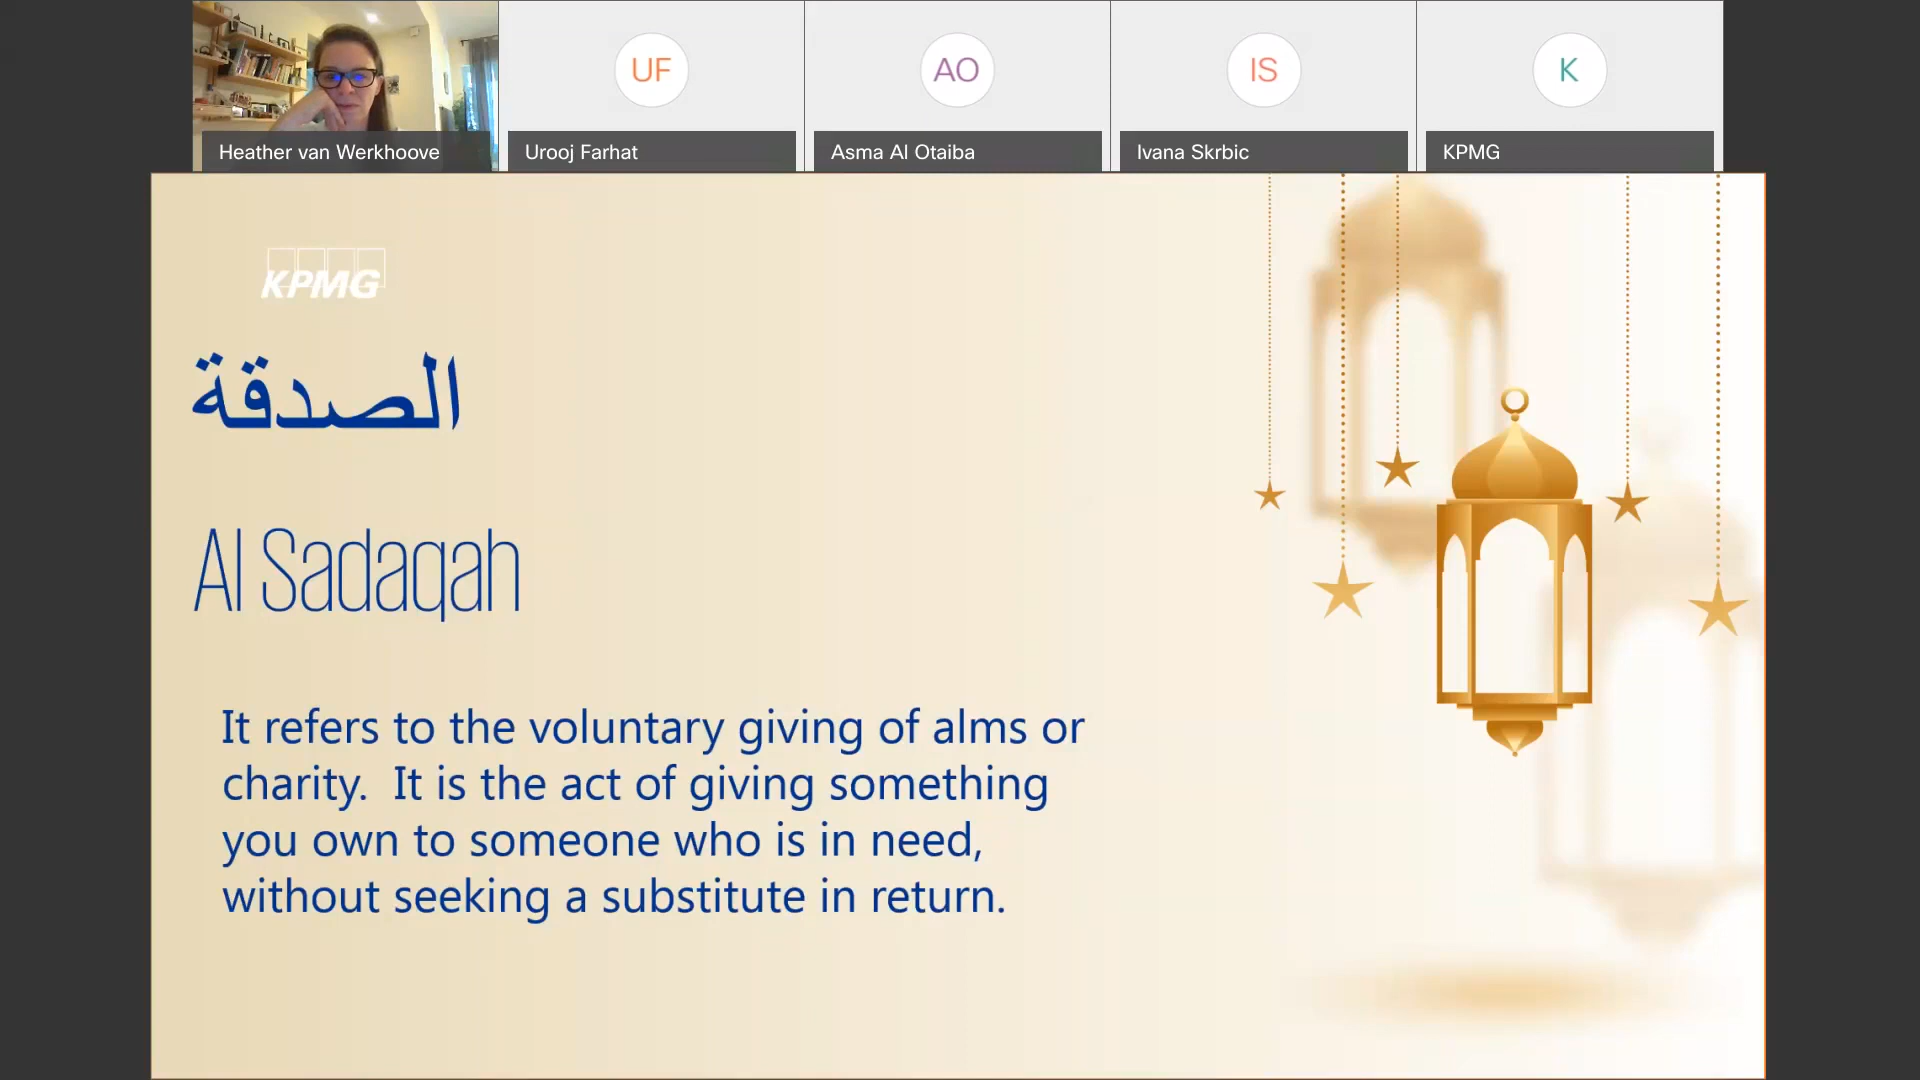 UF
AO
IS
K
Heather van Werkhoove
Urooj Farhat
Asma Al Otaiba
Ivana Skrbic
KPMG
KPMG
الصدقة
Al Sadaqah
It refers to the voluntary giving of alms or
charity.  It is the act of giving something
you own to someone who is in need,
without seeking a substitute in return.